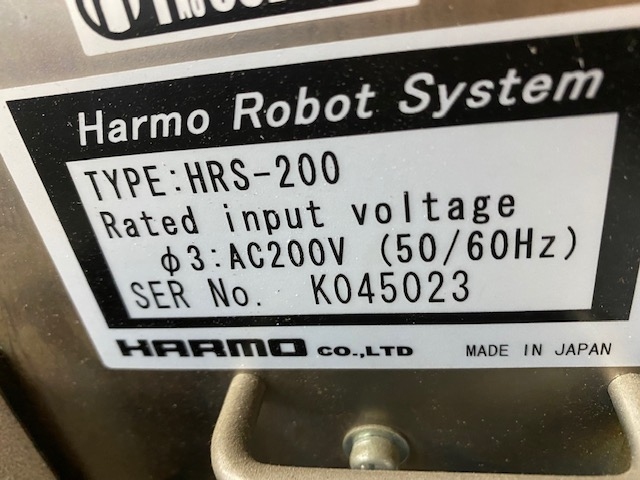 Harmo Robot System
TYPE:HRS-200
Rated input voltage
φ3:AC200V (50/60Hz)
SER No. K045023
HARMO CO.,LTD MADE IN JAPAN